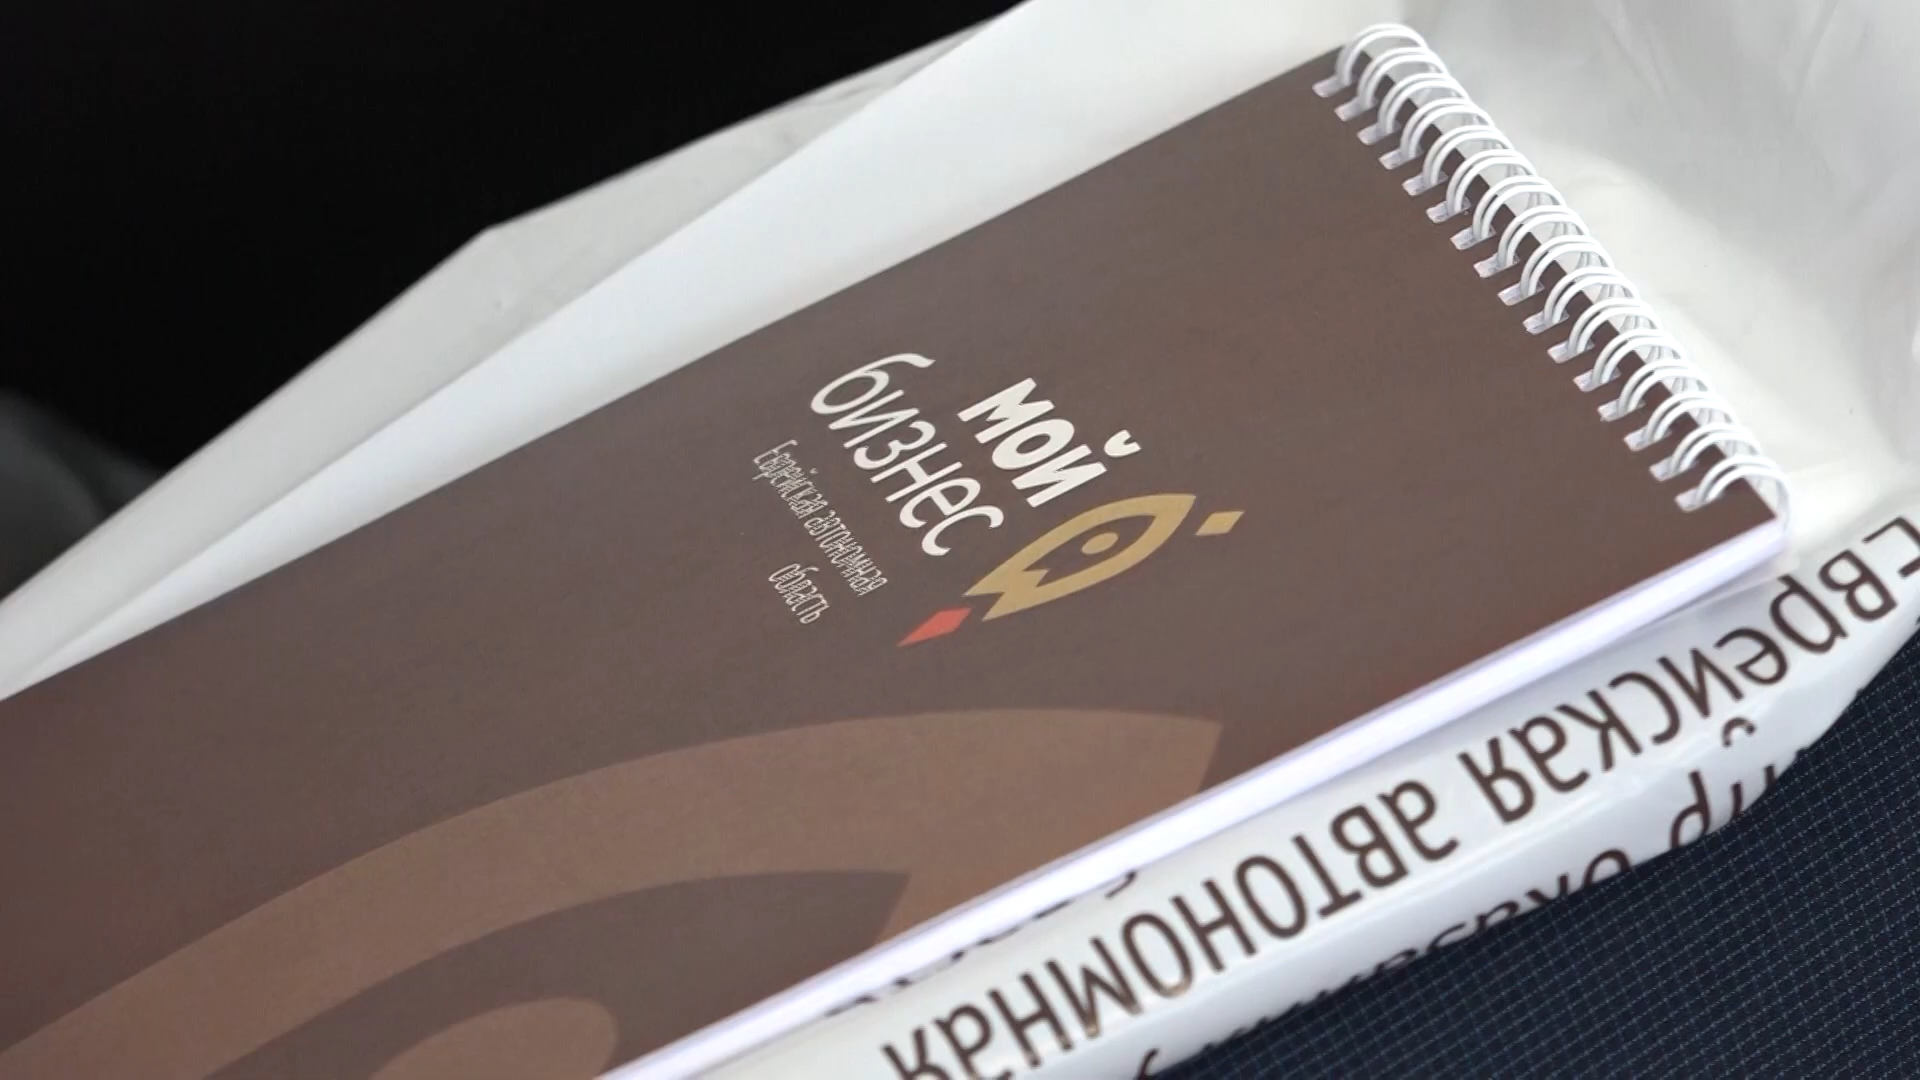 мой
бизнес
Еврейская автономная
область
Еврейская автономная